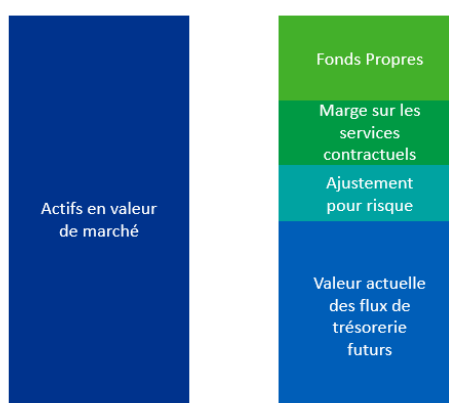 Actifs en valeur
de marché
Fonds Propres
Marge sur les
services
contractuels
Ajustement
pour risque
Valeur actuelle
des flux de
trésorerie
futurs